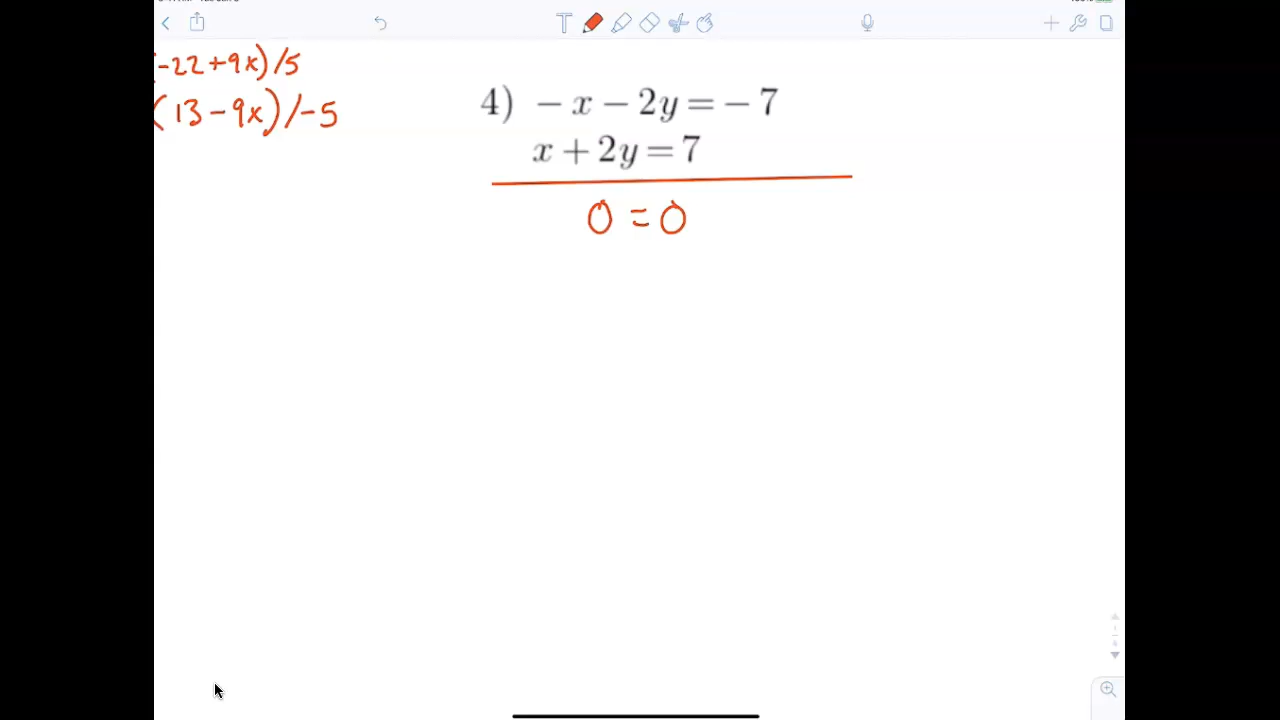 -22+9x)/5
(13-9x)/-5
4) -x-2y=-7
x+2y=7
0=0